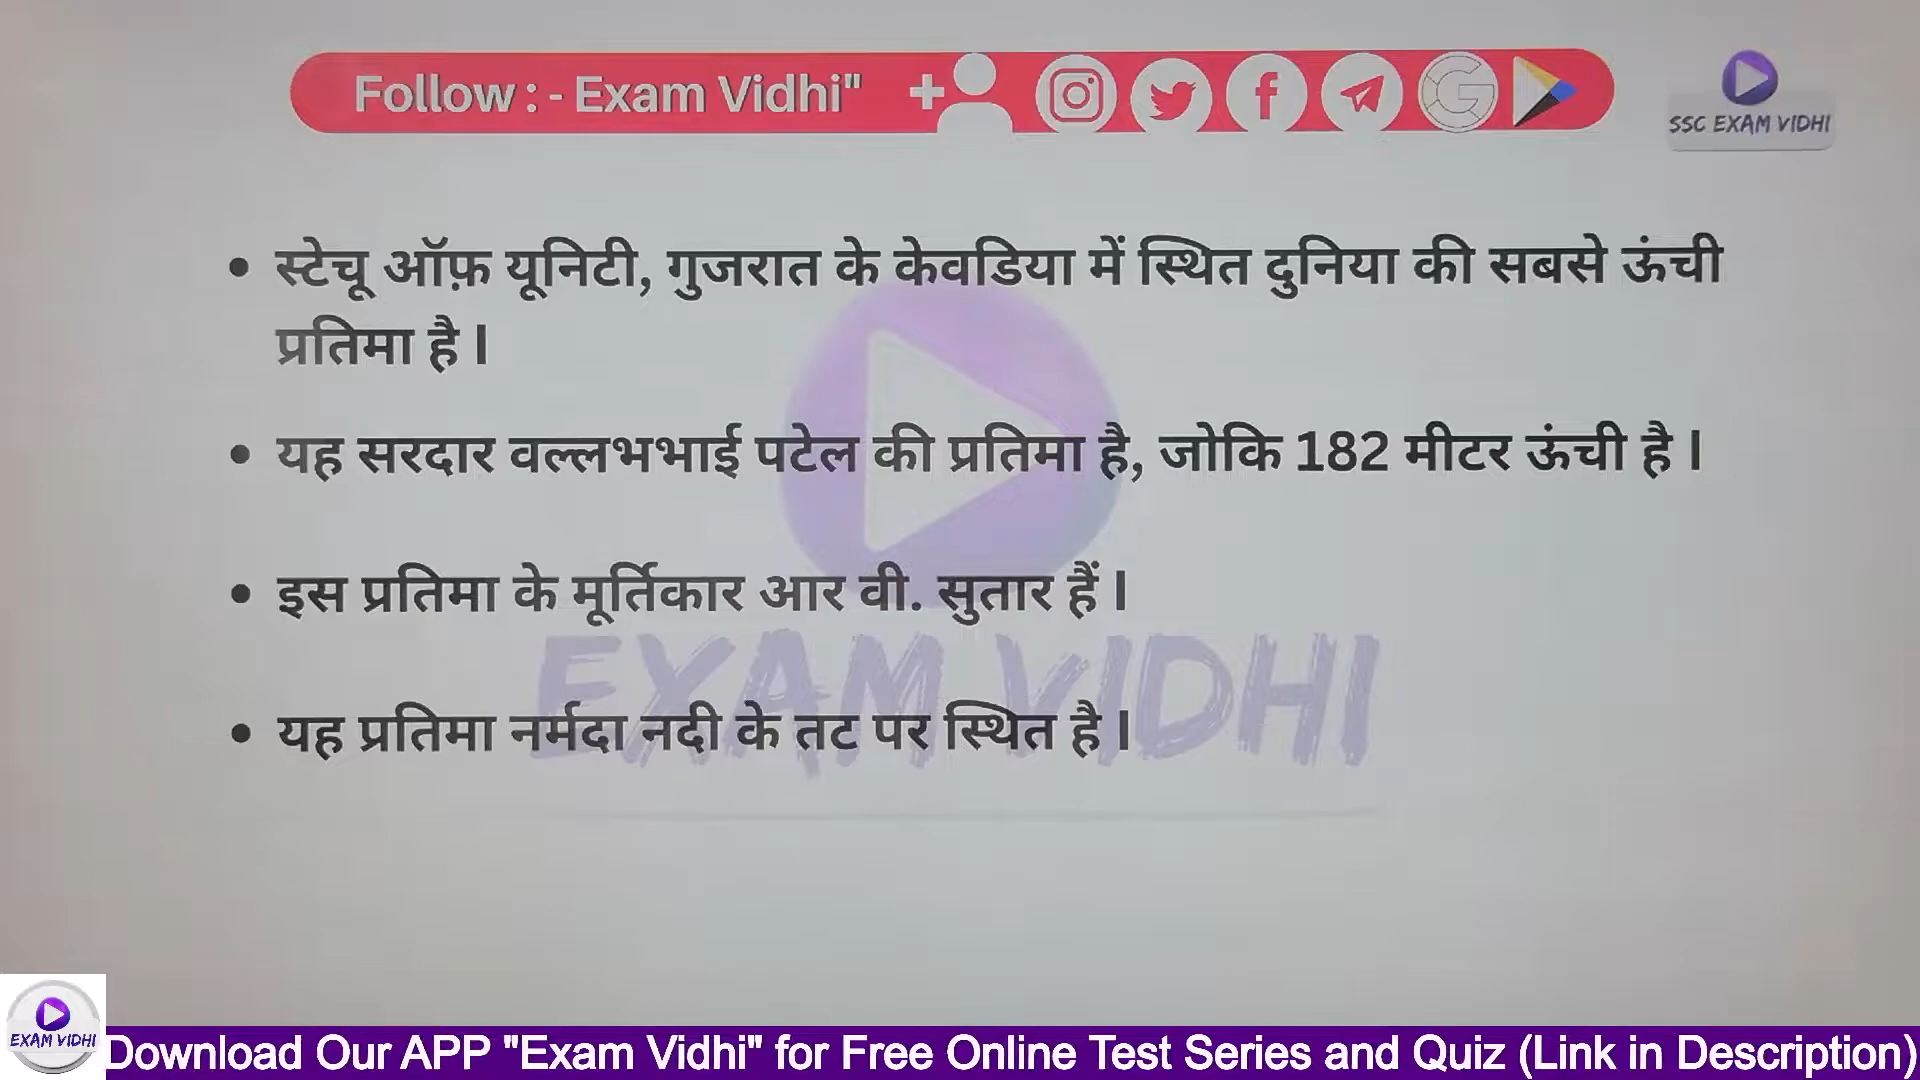 Follow : - Exam Vidhi"
SSC EXAM VIDHI
• स्टेचू ऑफ़ यूनिटी, गुजरात के केवडिया में स्थित दुनिया की सबसे ऊंची
प्रतिमा है l
• यह सरदार वल्लभभाई पटेल की प्रतिमा है, जोकि 182 मीटर ऊंची है l
• इस प्रतिमा के मूर्तिकार आर वी. सुतार हैं l
EXAM VIDHI
• यह प्रतिमा नर्मदा नदी के तट पर स्थित है l
EXAM VIDHI
Download Our APP "Exam Vidhi" for Free Online Test Series and Quiz (Link in Description)